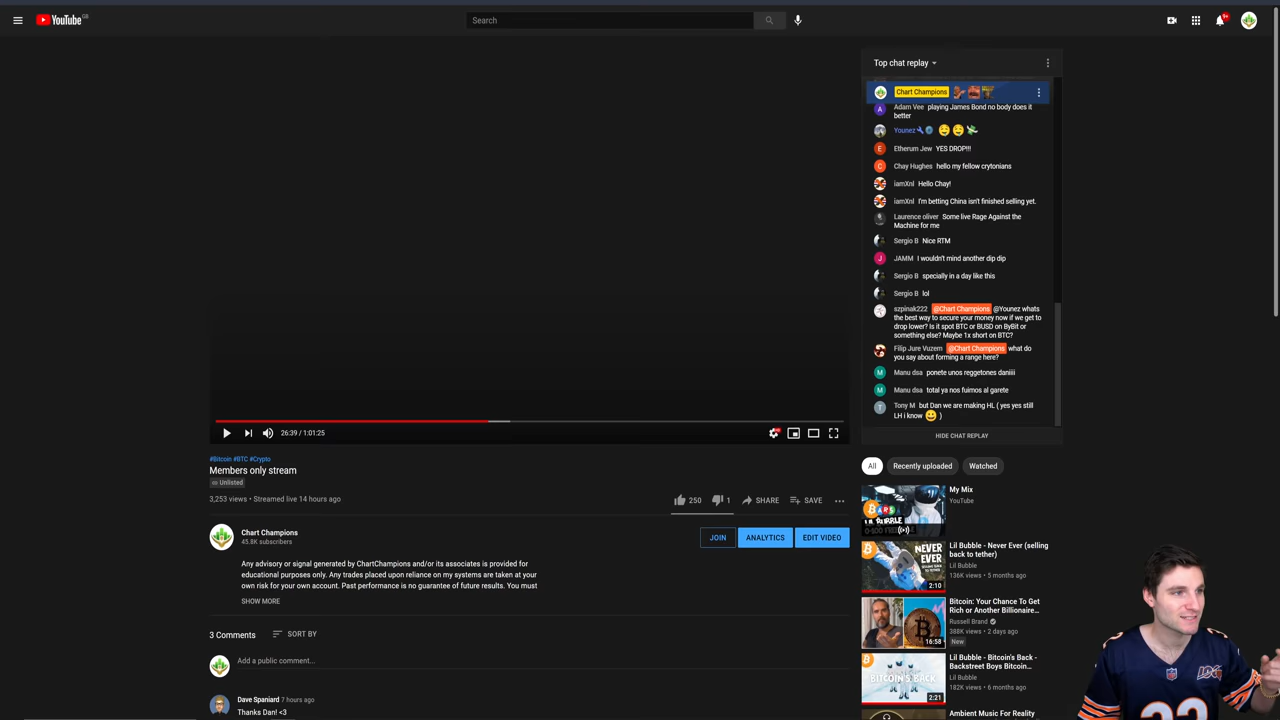 YouTube GB
Search
9+
Top chat replay
Chart Champions
Adam Vee playing James Bond no body does it
better
Younez
Etherum Jew YES DROP!!!
Chay Hughes hello my fellow crytonians
iamXnl Hello Chay!
iamXnl I'm betting China isn't finished selling yet.
Laurence oliver Some live Rage Against the
Machine for me
Sergio B Nice RTM
JAMM I wouldn't mind another dip dip
Sergio B specially in a day like this
Sergio B lol
szpinak222 @Chart Champions @Younez whats
the best way to secure your money now if we get to
drop lower? Is it spot BTC or BUSD on ByBit or
something else? Maybe 1x short on BTC?
Filip Jure Vuzem @Chart Champions what do
you say about forming a range here?
Manu dsa ponete unos reggetones daniiii
Manu dsa total ya nos fuimos al garete
Tony M but Dan we are making HL ( yes yes still
LH i know )
HIDE CHAT REPLAY
26:39 / 1:01:25
#Bitcoin #BTC #Crypto
Members only stream
Unlisted
3,253 views • Streamed live 14 hours ago
250 1 SHARE SAVE
Chart Champions
45.8K subscribers
JOIN ANALYTICS EDIT VIDEO
Any advisory or signal generated by ChartChampions and/or its associates is provided for
educational purposes only. Any trades placed upon reliance on my systems are taken at your
own risk for your own account. Past performance is no guarantee of future results. You must
SHOW MORE
3 Comments SORT BY
Add a public comment...
Dave Spaniard 7 hours ago
Thanks Dan! <3
All Recently uploaded Watched
My Mix
YouTube
Lil Bubble - Never Ever (selling
back to tether)
Lil Bubble
136K views • 5 months ago
NEVER
EVER
2:10
Bitcoin: Your Chance To Get
Rich or Another Billionaire...
Russell Brand
388K views • 2 days ago
New
16:58
Lil Bubble - Bitcoin's Back -
Backstreet Boys Bitcoin...
Lil Bubble
182K views • 6 months ago
BITCOIN'S BACK
2:21
Ambient Music For Reality